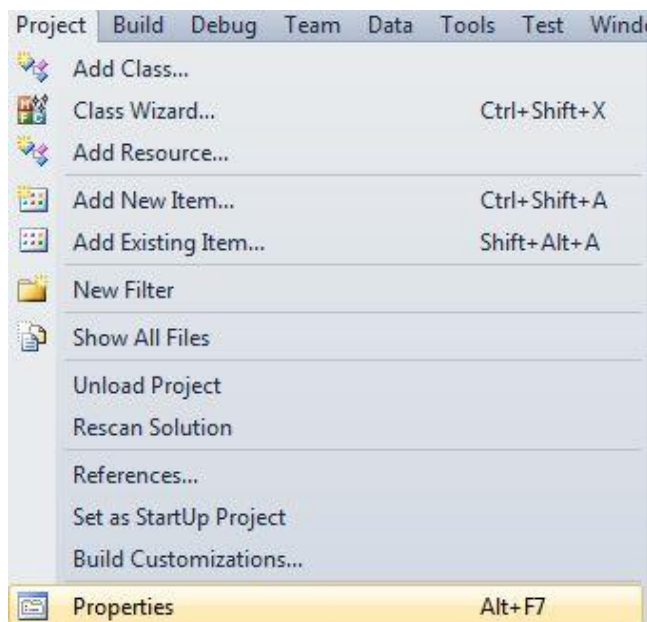 Project Build Debug Team Data Tools Test Windo
Add Class...
Class Wizard... Ctrl+Shift+X
Add Resource...
Add New Item... Ctrl+Shift+A
Add Existing Item... Shift+Alt+A
New Filter
Show All Files
Unload Project
Rescan Solution
References...
Set as StartUp Project
Build Customizations...
Properties Alt+F7